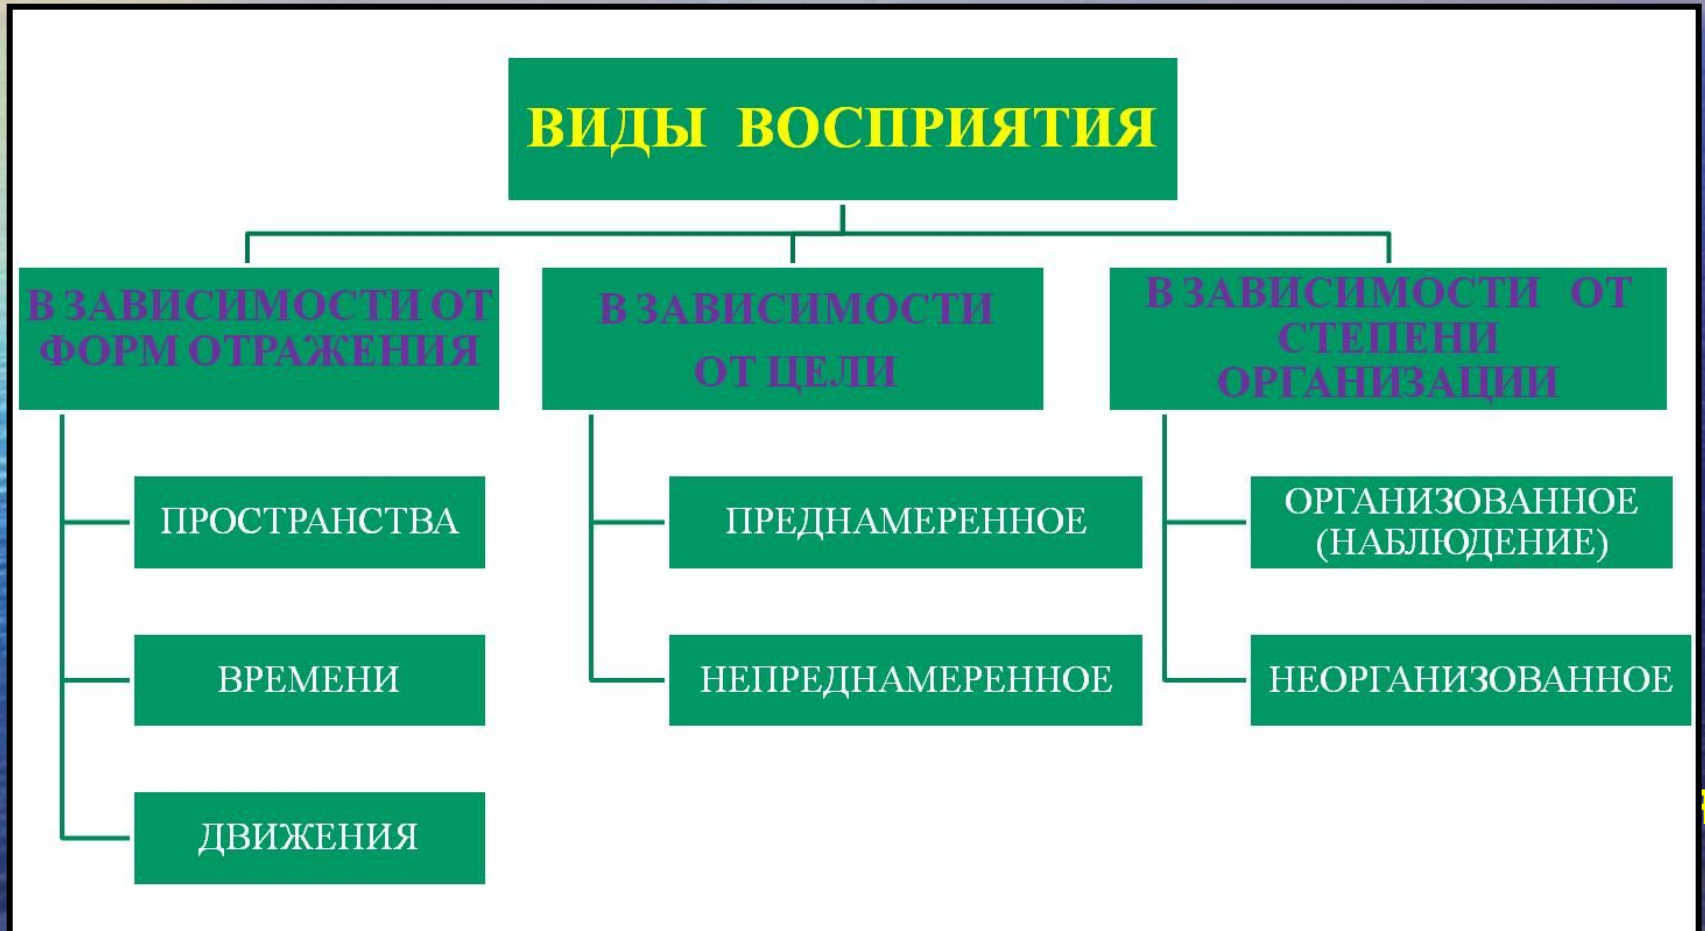 ВИДЫ ВОСПРИЯТИЯ
В ЗАВИСИМОСТИ ОТ
ФОРМ ОТРАЖЕНИЯ
ПРОСТРАНСТВА
ВРЕМЕНИ
ДВИЖЕНИЯ
В ЗАВИСИМОСТИ
ОТ ЦЕЛИ
ПРЕДНАМЕРЕННОЕ
НЕПРЕДНАМЕРЕННОЕ
В ЗАВИСИМОСТИ ОТ
СТЕПЕНИ
ОРГАНИЗАЦИИ
ОРГАНИЗОВАННОЕ
(НАБЛЮДЕНИЕ)
НЕОРГАНИЗОВАННОЕ